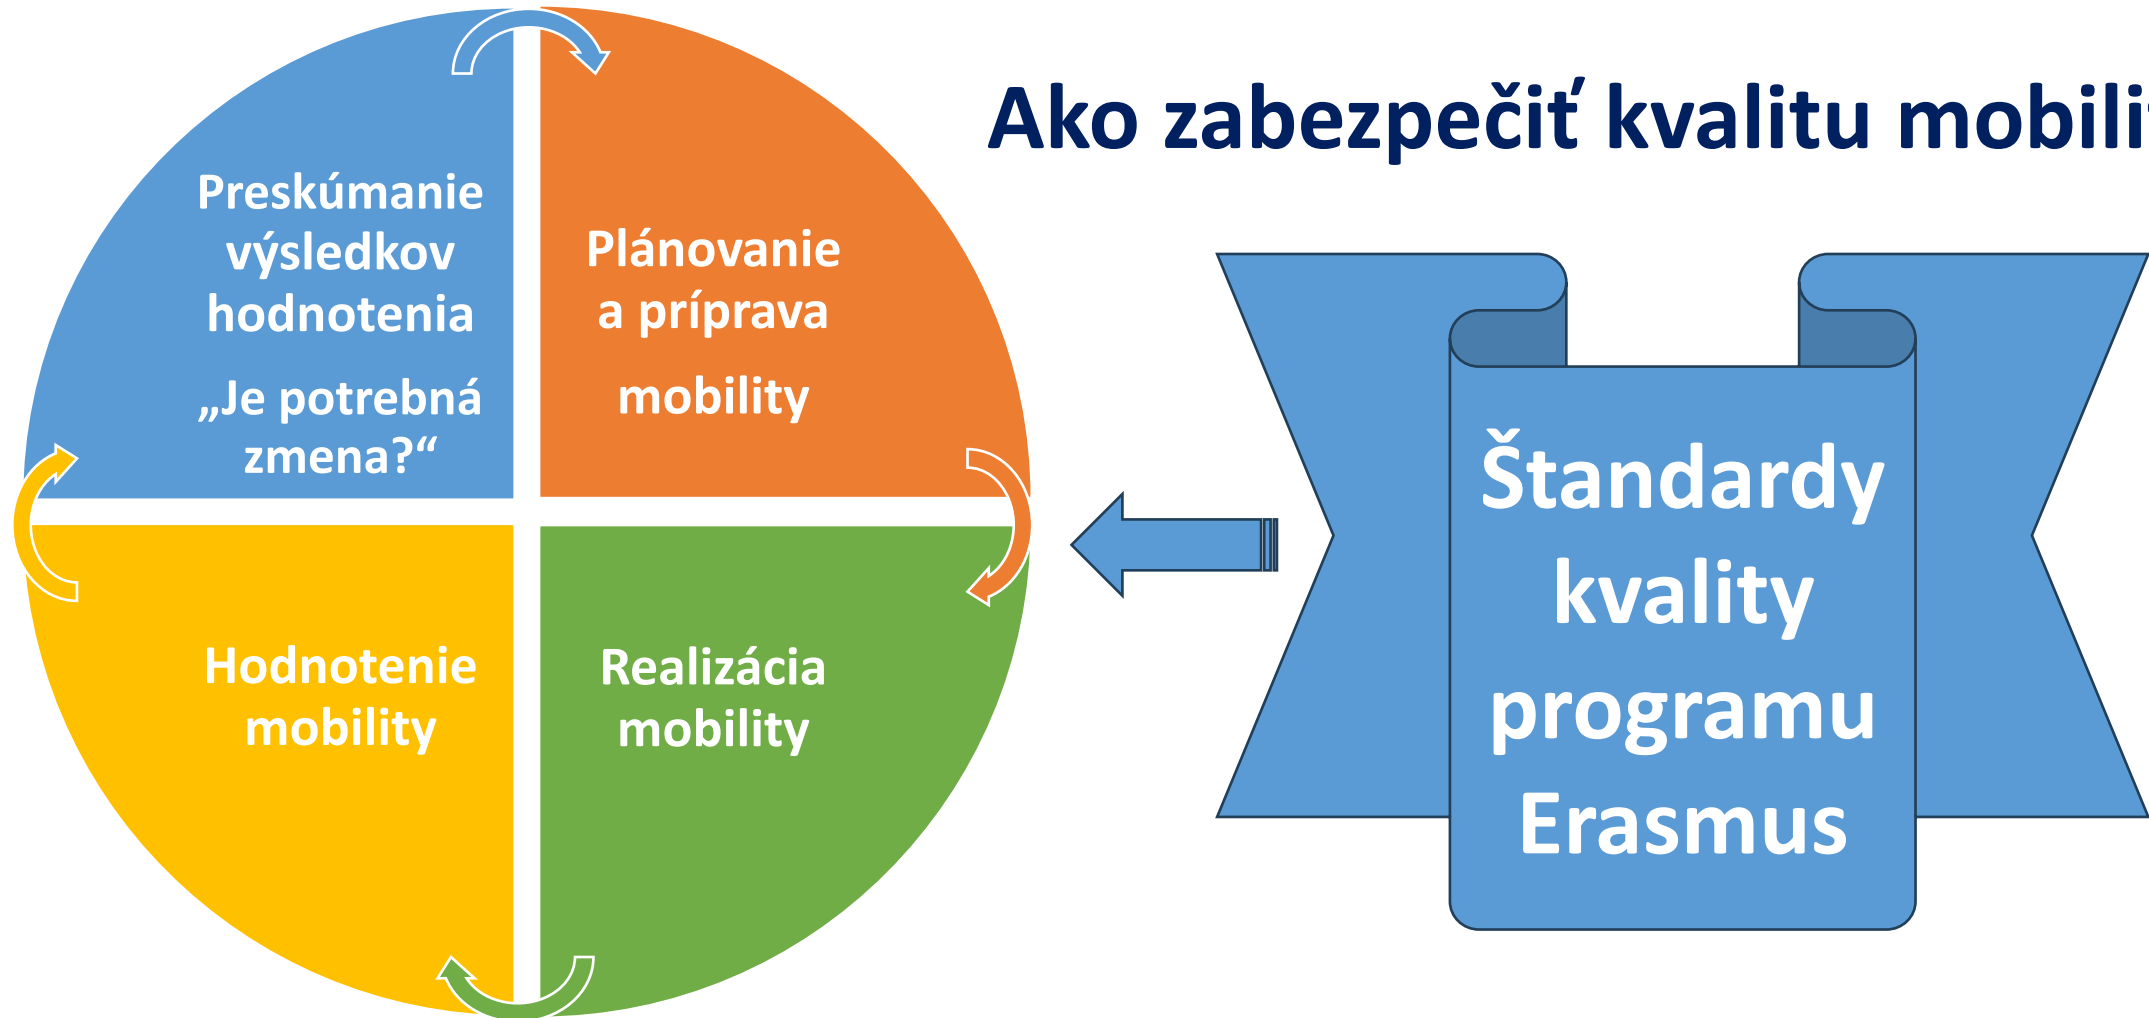 Ako zabezpečiť kvalitu
Preskúmanie
výsledkov
hodnotenia
„Je potrebná
zmena?“
Plánovanie
a príprava
mobility
Hodnotenie
mobility
Realizácia
mobility
Štandardy
kvality
programu
Erasmus